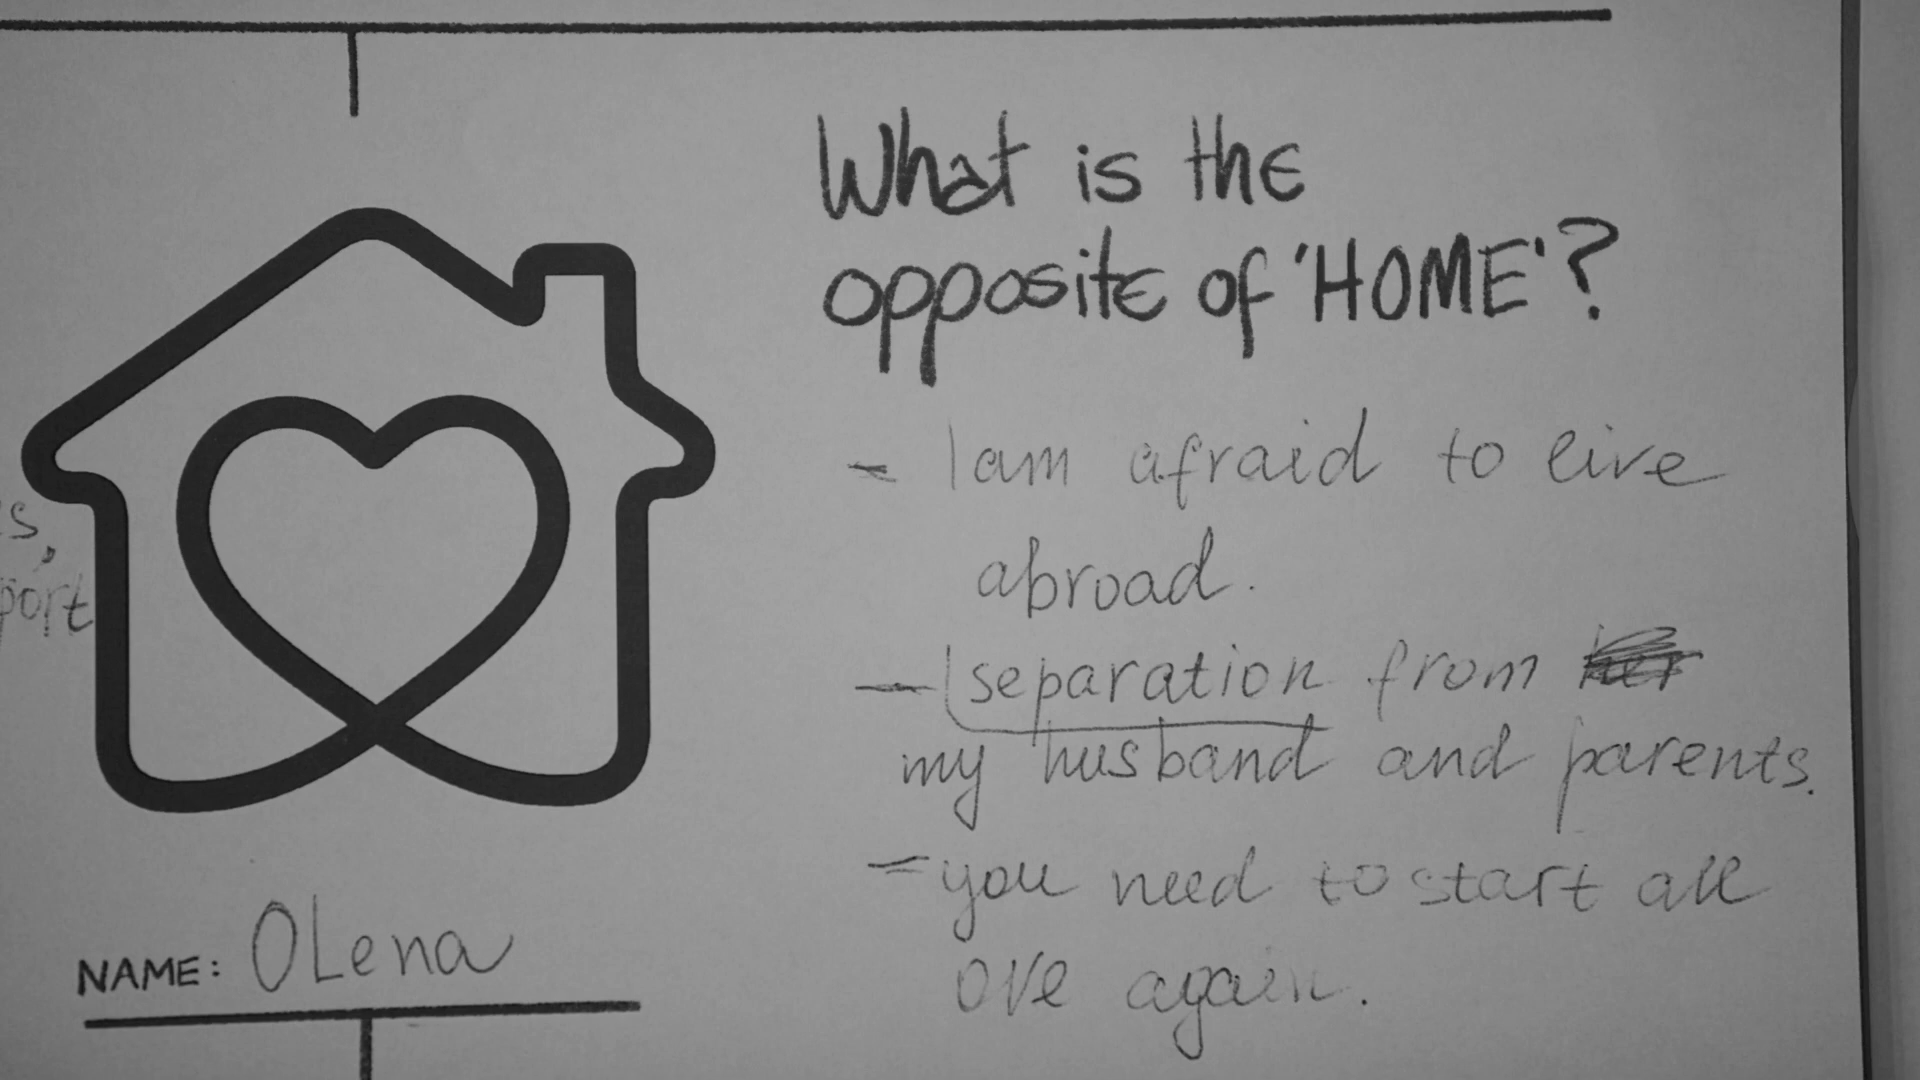 What is the
opposite of 'HOME'?
- I am afraid to live
abroad.
- separation from
my husband and parents.
- you need to start all
ove again.
s,
port
NAME: OLena